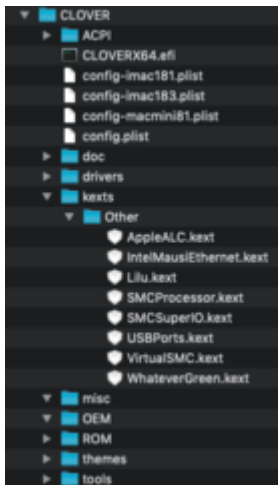 CLOVER
ACPI
CLOVERX64.efi
config-imac181.plist
config-imac183.plist
config-macmini81.plist
config.plist
doc
drivers
kexts
Other
AppleALC.kext
IntelMausiEthernet.kext
Lilu.kext
SMCProcessor.kext
SMCSuperIO.kext
USBPorts.kext
VirtualSMC.kext
WhateverGreen.kext
misc
OEM
ROM
themes
tools